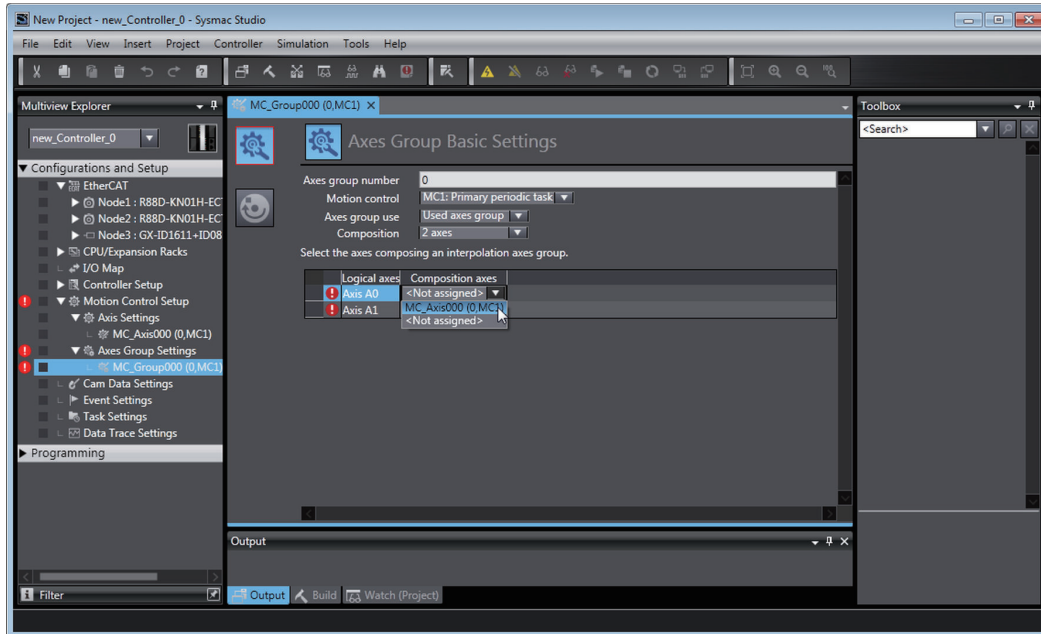 New Project - new_Controller_0 - Sysmac Studio
File Edit View Insert Project Controller Simulation Tools Help
Multiview Explorer
new_Controller_0
Configurations and Setup
EtherCAT
Node1 : R88D-KN01H-EC
Node2 : R88D-KN01H-EC
Node3 : GX-ID1611+ID08
CPU/Expansion Racks
I/O Map
Controller Setup
Motion Control Setup
Axis Settings
MC_Axis000 (0,MC1)
Axes Group Settings
MC_Group000 (0,MC1)
Cam Data Settings
Event Settings
Task Settings
Data Trace Settings
Programming
Filter
MC_Group000 (0,MC1)
Axes Group Basic Settings
Axes group number 0
Motion control MC1: Primary periodic task
Axes group use Used axes group
Composition 2 axes
Select the axes composing an interpolation axes group.
Logical axes Composition axes
Axis A0 <Not assigned>
Axis A1
MC_Axis000 (0,MC1)
<Not assigned>
Output
Output Build Watch (Project)
Toolbox
<Search>